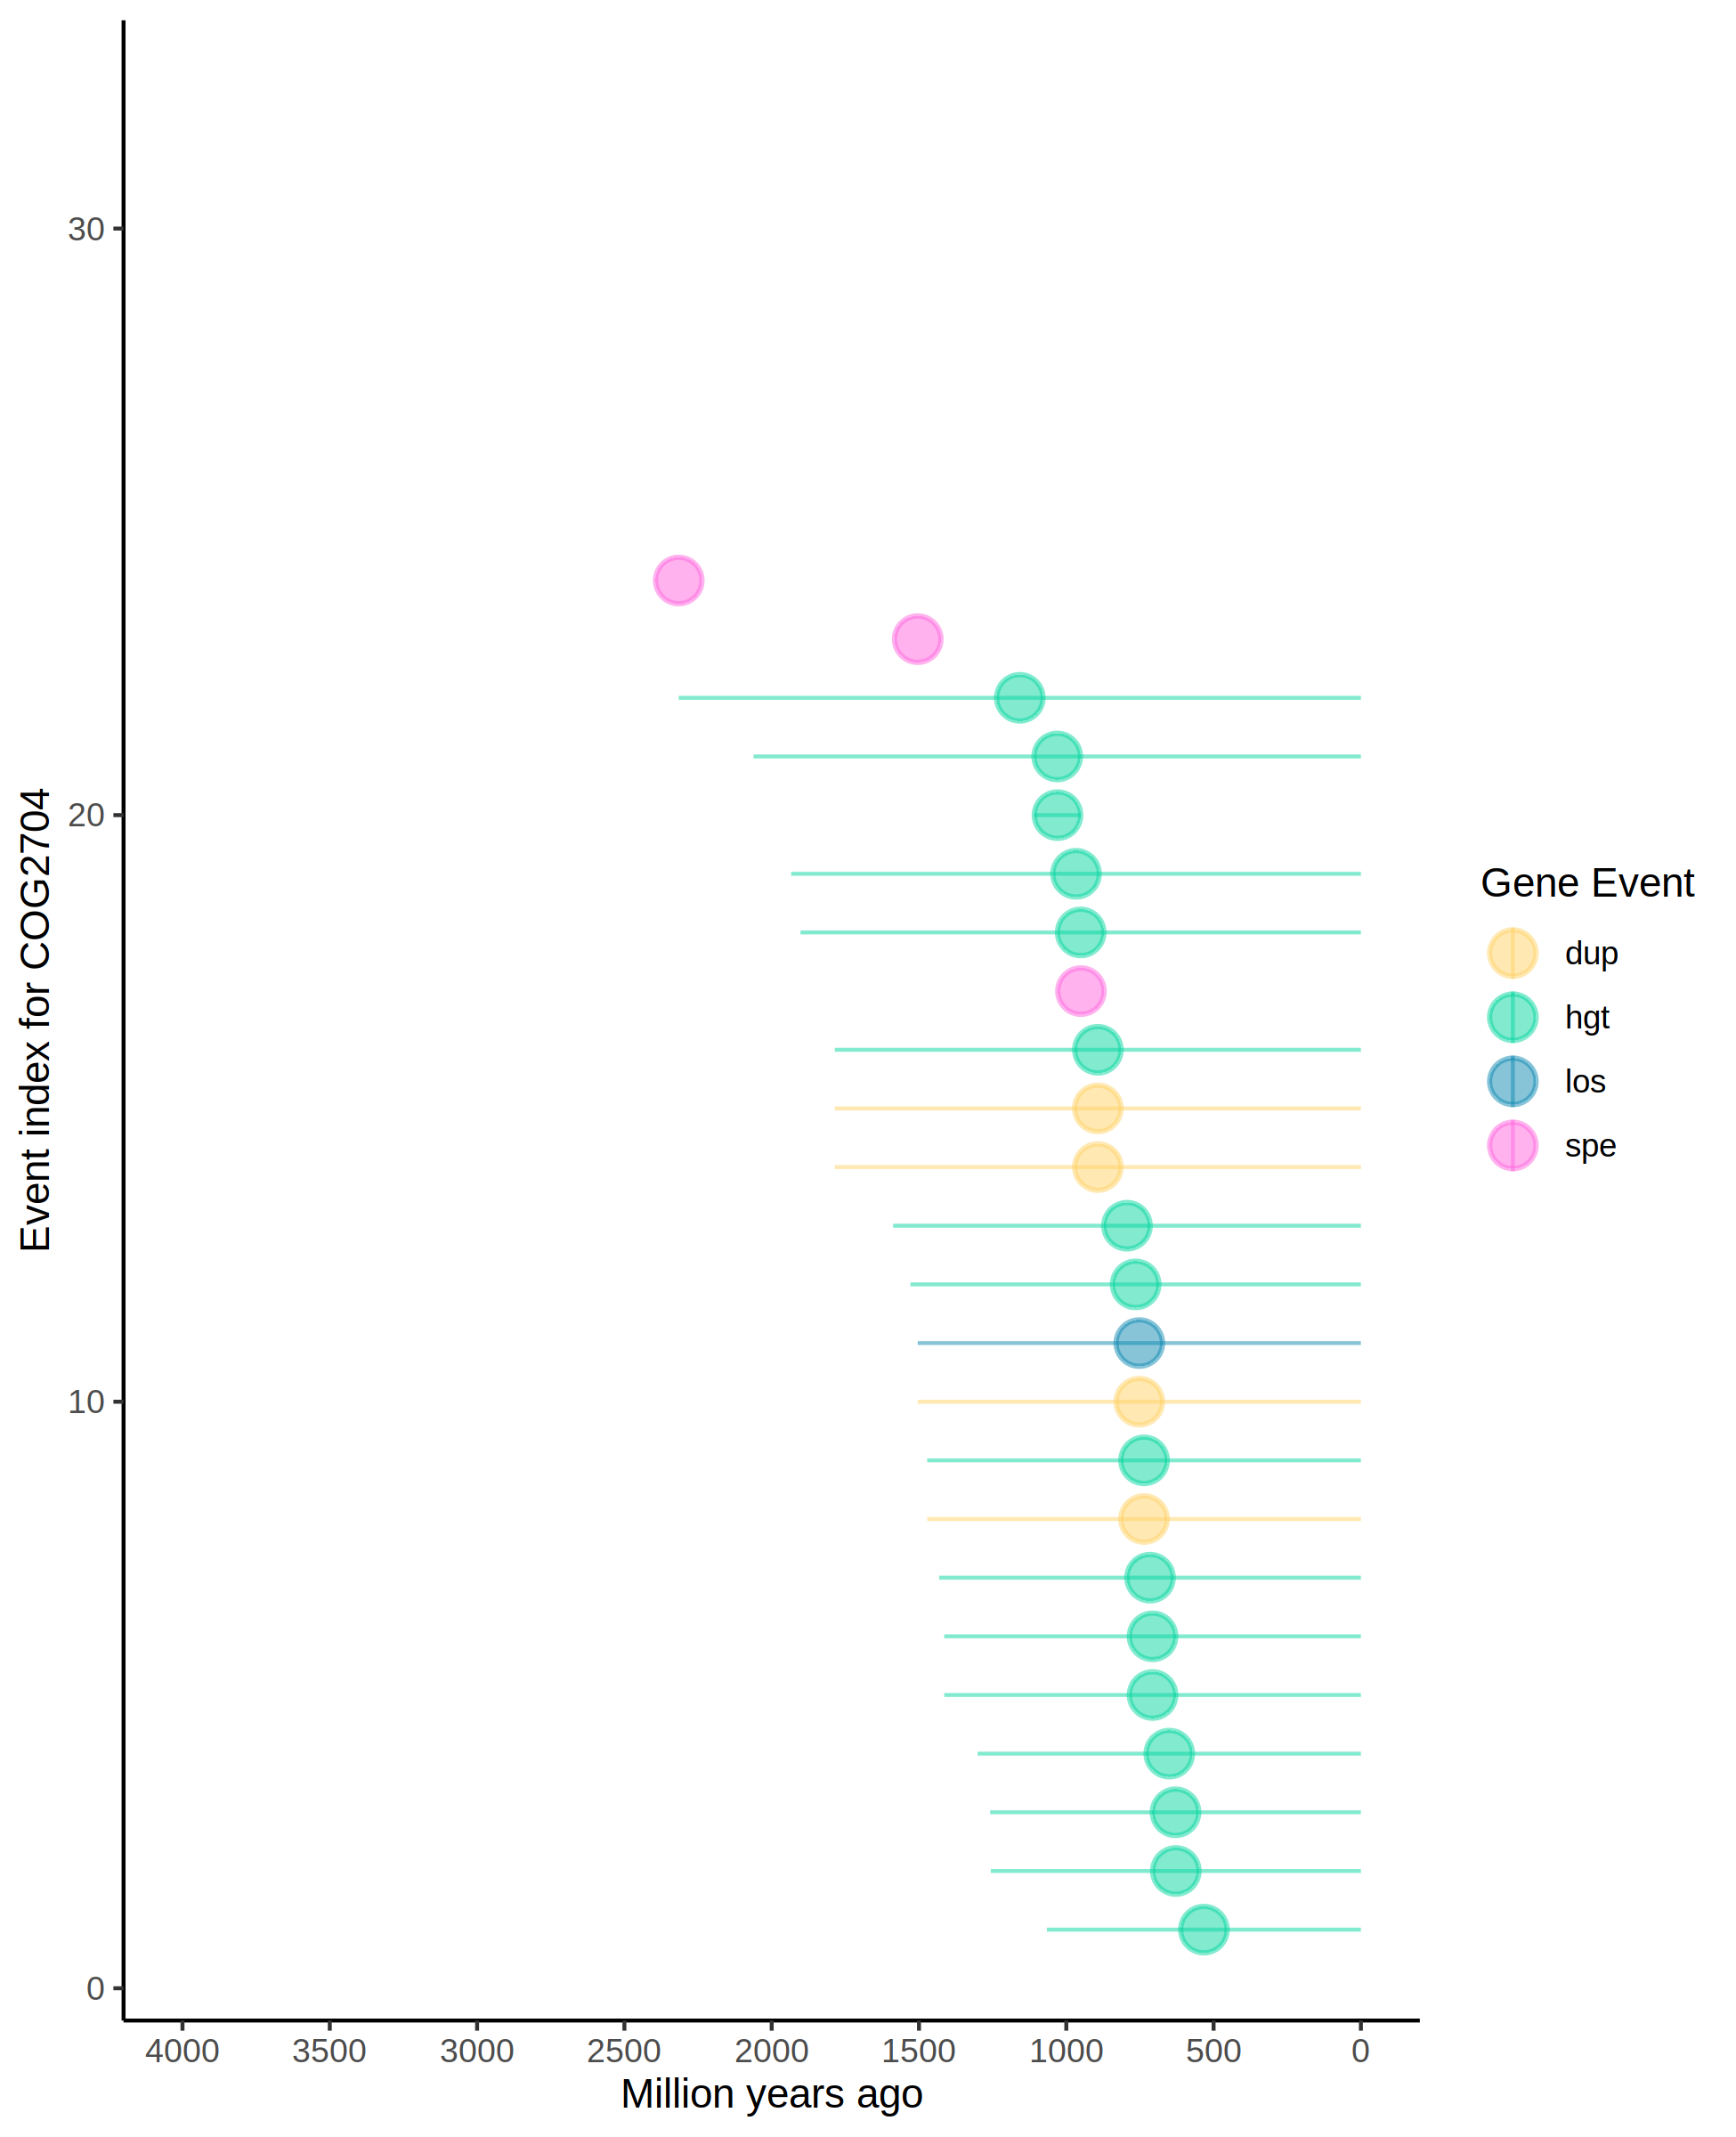 30
20
10
0
Event index for COG2704
4000 3500 3000 2500 2000 1500 1000 500 0
Million years ago
Gene Event
dup
hgt
los
spe